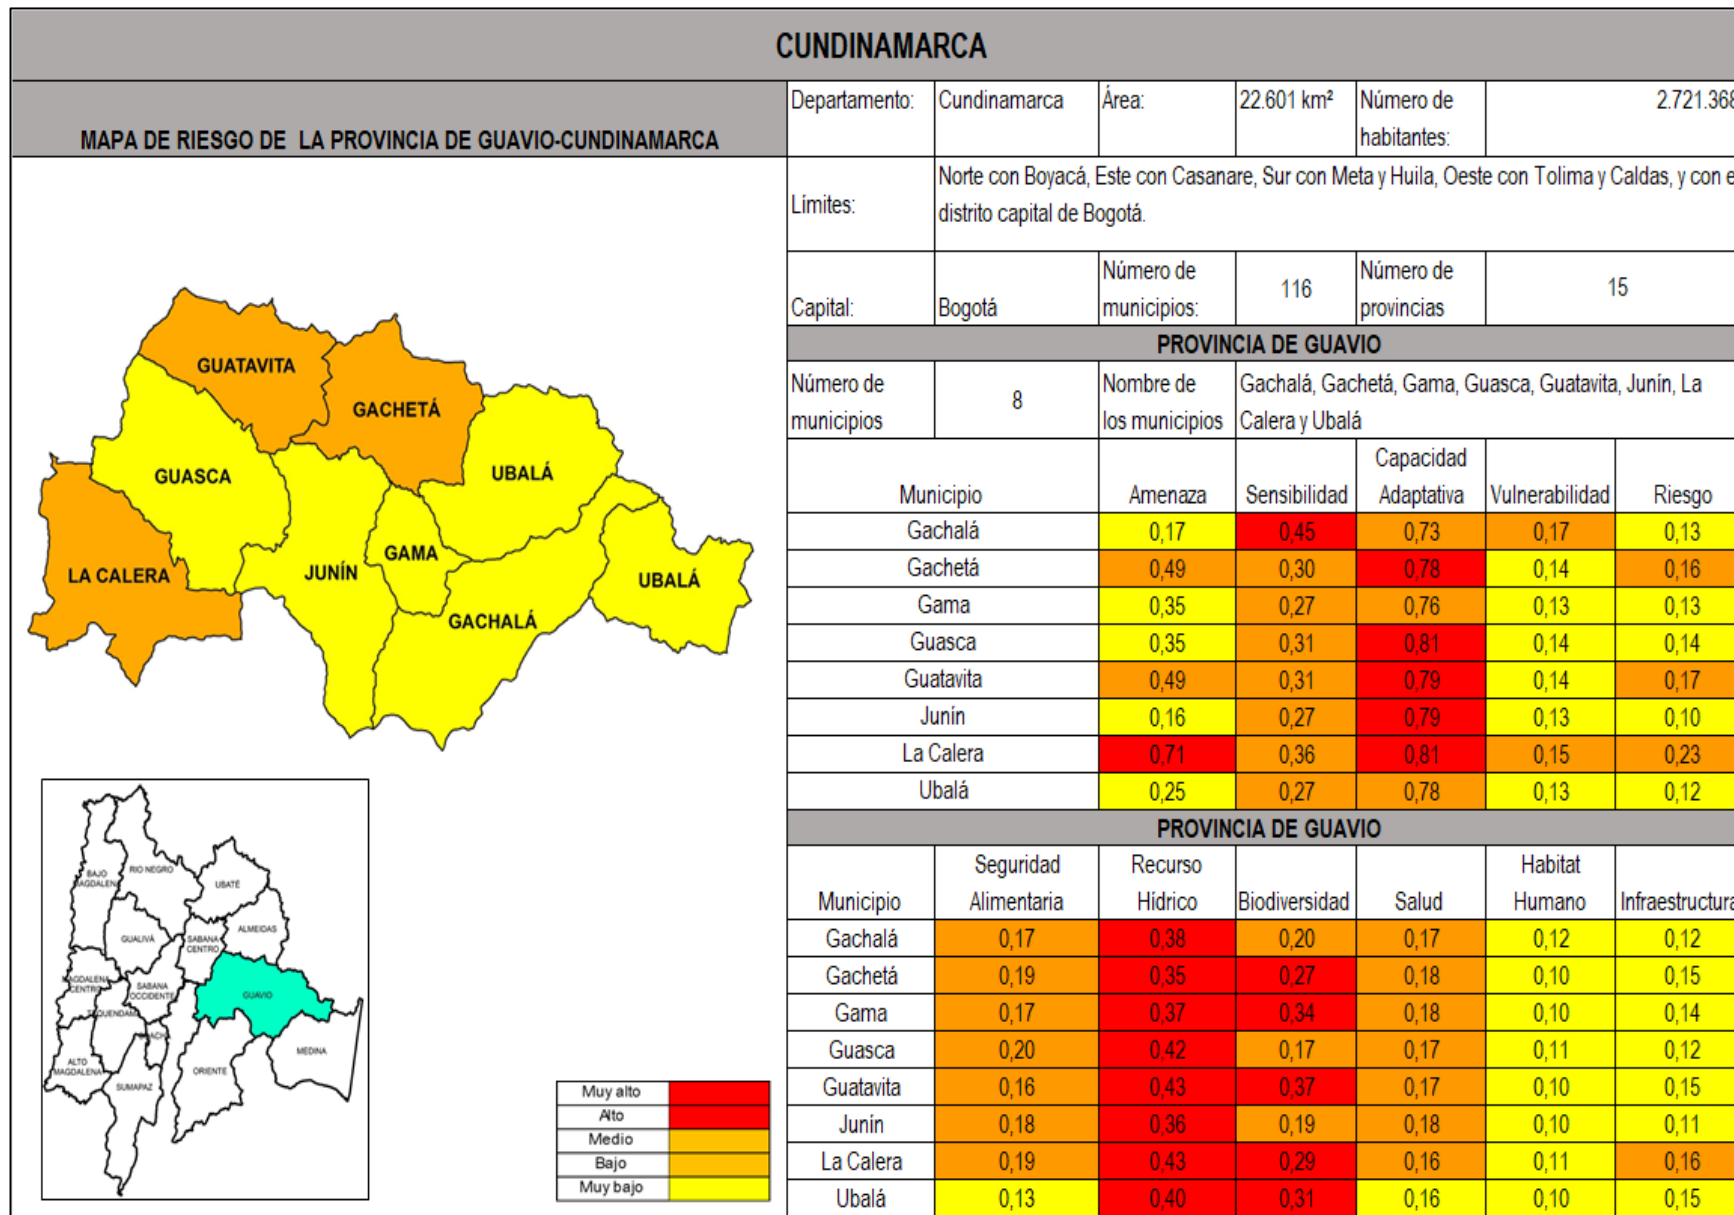 CUNDINAMARCA
MAPA DE RIESGO DE LA PROVINCIA DE GUAVIO-CUNDINAMARCA
Departamento: Cundinamarca Área: 22.601 km² Número de habitantes: 2.721.368
Límites: Norte con Boyacá, Este con Casanare, Sur con Meta y Huila, Oeste con Tolima y Caldas, y con e
distrito capital de Bogotá.
Capital: Bogotá Número de municipios: 116 Número de provincias 15
PROVINCIA DE GUAVIO
Número de municipios 8 Nombre de los municipios Gachalá, Gachetá, Gama, Guasca, Guatavita, Junín, La
Calera y Ubalá
Municipio Amenaza Sensibilidad Capacidad Adaptativa Vulnerabilidad Riesgo
Gachalá 0,17 0,45 0,73 0,17 0,13
Gachetá 0,49 0,30 0,78 0,14 0,16
Gama 0,35 0,27 0,76 0,13 0,13
Guasca 0,35 0,31 0,81 0,14 0,14
Guatavita 0,49 0,31 0,79 0,14 0,17
Junín 0,16 0,27 0,79 0,13 0,10
La Calera 0,71 0,36 0,81 0,15 0,23
Ubalá 0,25 0,27 0,78 0,13 0,12
PROVINCIA DE GUAVIO
Municipio Seguridad Alimentaria Recurso Hídrico Biodiversidad Salud Habitat Humano Infraestructura
Gachalá 0,17 0,38 0,20 0,17 0,12 0,12
Gachetá 0,19 0,35 0,27 0,18 0,10 0,15
Gama 0,17 0,37 0,34 0,18 0,10 0,14
Guasca 0,20 0,42 0,17 0,17 0,11 0,12
Guatavita 0,16 0,43 0,37 0,17 0,10 0,15
Junín 0,18 0,36 0,19 0,18 0,10 0,11
La Calera 0,19 0,43 0,29 0,16 0,11 0,16
Ubalá 0,13 0,40 0,31 0,16 0,10 0,15
GUATAVITA
GACHETÁ
GUASCA
UBALÁ
LA CALERA
JUNÍN
GAMA
UBALÁ
GACHALÁ
BAJO
MAGDALENA
RIO NEGRO
UBATÉ
GUALIVÁ
SABANA
CENTRO
ALMEIDAS
MAGDALENA
CENTRO
SABANA
OCCIDENTE
GUAVIO
ALTO
MAGDALENA
SUMAPAZ
ORIENTE
MEDINA
Muy alto
Alto
Medio
Bajo
Muy bajo